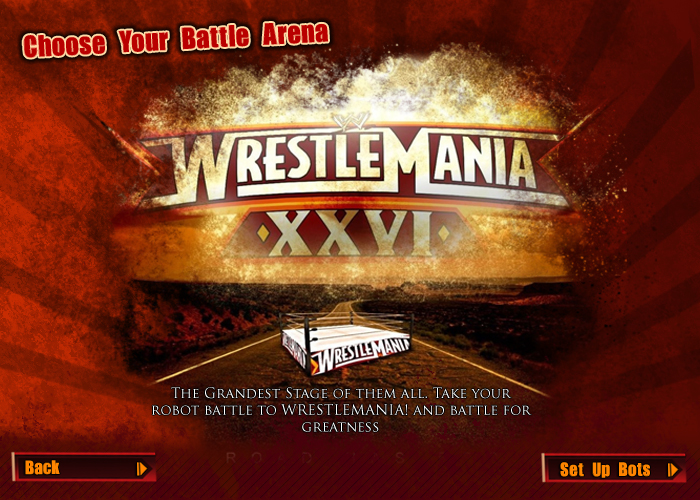 Choose Your Battle Arena
WRESTLEMANIA
XXVI
WRESTLEMANIA
THE GRANDEST STAGE OF THEM ALL. TAKE YOUR
ROBOT BATTLE TO WRESTLEMANIA! AND BATTLE FOR
GREATNESS
Back
Set Up Bots